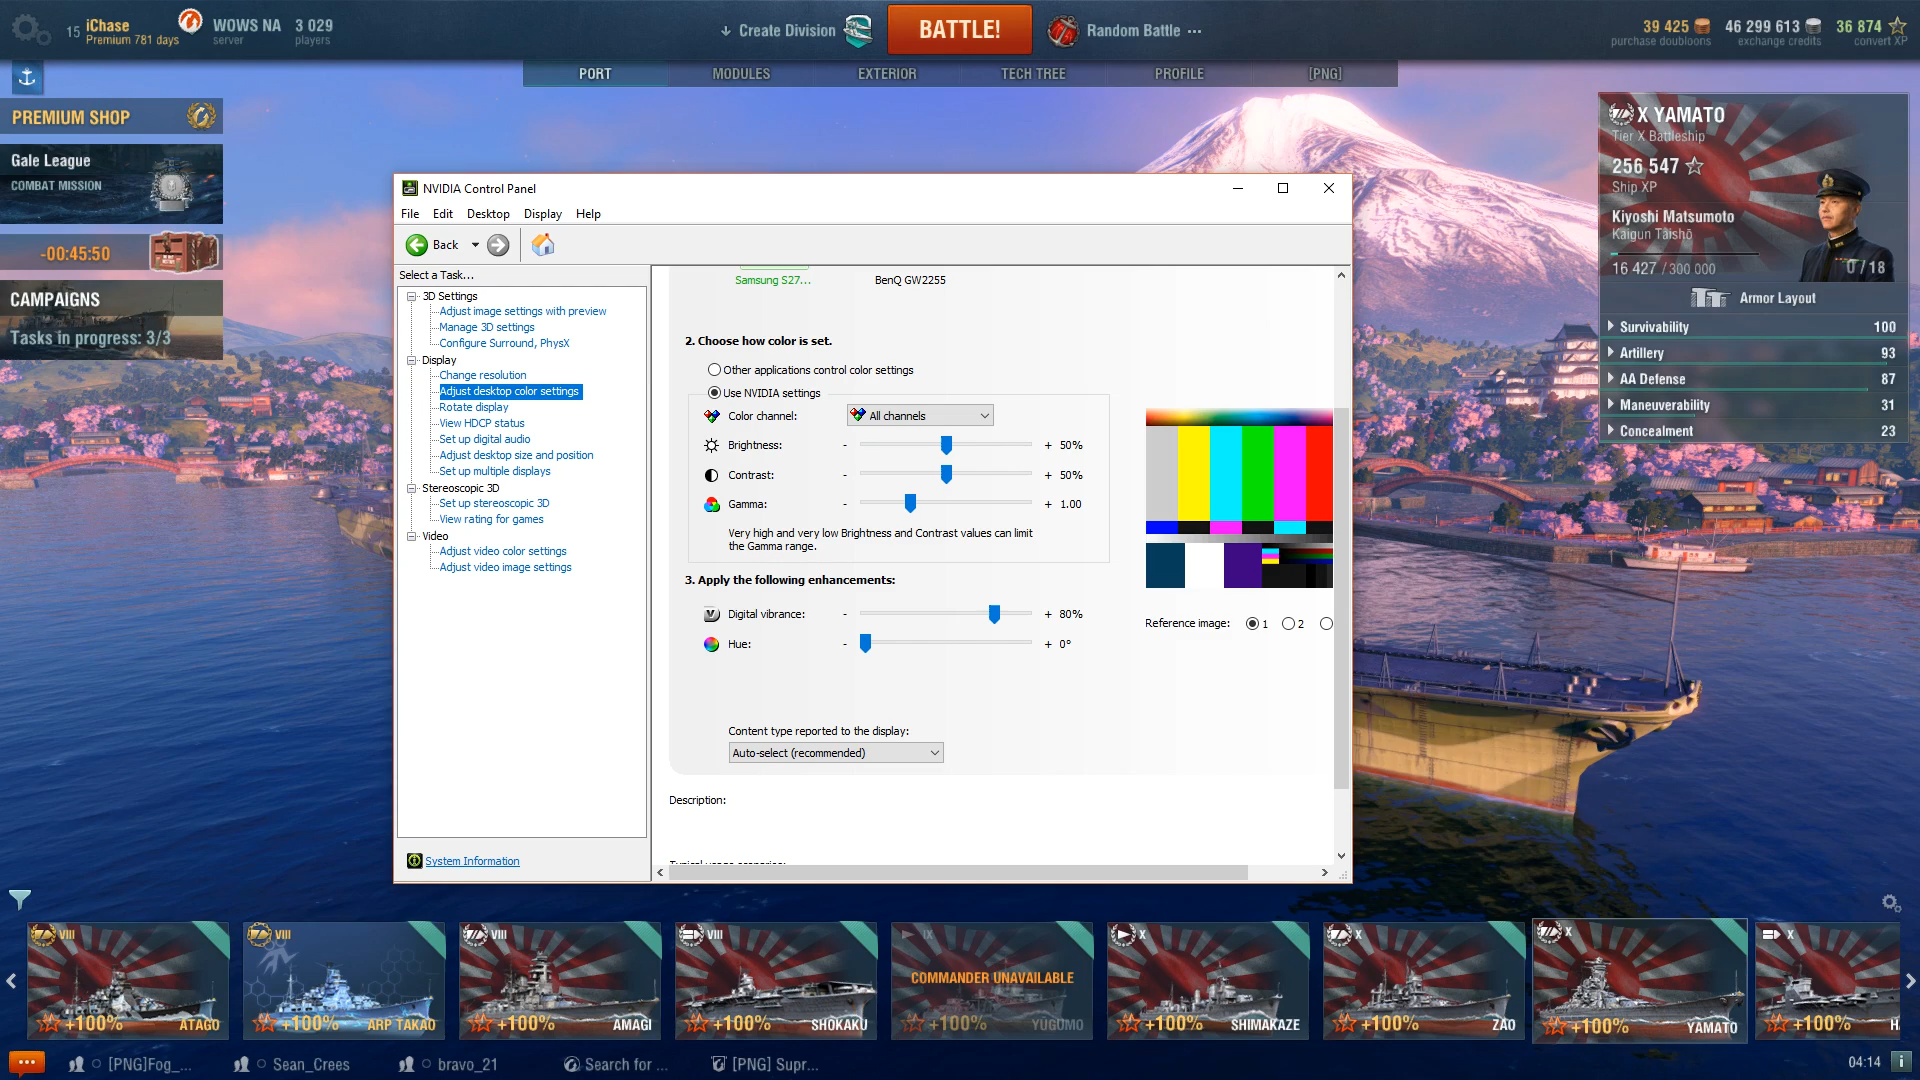 15 iChase
Premium 781 days
WOWS NA
server
3 029
players
Create Division
BATTLE!
Random Battle
39 425
purchase doubloons
46 299 613
exchange credits
36 874
convert XP
PORT
MODULES
EXTERIOR
TECH TREE
PROFILE
[PNG]
PREMIUM SHOP
Gale League
COMBAT MISSION
-00:45:50
CAMPAIGNS
Tasks in progress: 3/3
X YAMATO
Tier X Battleship
256 547
Ship XP
Kiyoshi Matsumoto
Kaigun Taishō
16 427 / 300 000
0 / 18
Armor Layout
Survivability 100
Artillery 93
AA Defense 87
Maneuverability 31
Concealment 23
NVIDIA Control Panel
File Edit Desktop Display Help
Back
Select a Task...
3D Settings
Adjust image settings with preview
Manage 3D settings
Configure Surround, PhysX
Display
Change resolution
Adjust desktop color settings
Rotate display
View HDCP status
Set up digital audio
Adjust desktop size and position
Set up multiple displays
Stereoscopic 3D
Set up stereoscopic 3D
View rating for games
Video
Adjust video color settings
Adjust video image settings
System Information
Samsung S27...
BenQ GW2255
2. Choose how color is set.
Other applications control color settings
Use NVIDIA settings
Color channel: All channels
Brightness: - + 50%
Contrast: - + 50%
Gamma: - + 1.00
Very high and very low Brightness and Contrast values can limit
the Gamma range.
3. Apply the following enhancements:
Digital vibrance: - + 80%
Hue: - + 0°
Reference image: 1 2
Content type reported to the display:
Auto-select (recommended)
Description:
VIII
+100% ATAGO
VIII
+100% ARP TAKAO
VIII
+100% AMAGI
VIII
+100% SHOKAKU
IX
COMMANDER UNAVAILABLE
+100% YUGUMO
X
+100% SHIMAKAZE
X
+100% ZAO
X
+100% YAMATO
X
+100%
[PNG]Fog_...
Sean_Crees
bravo_21
Search for ...
[PNG] Supr...
04:14